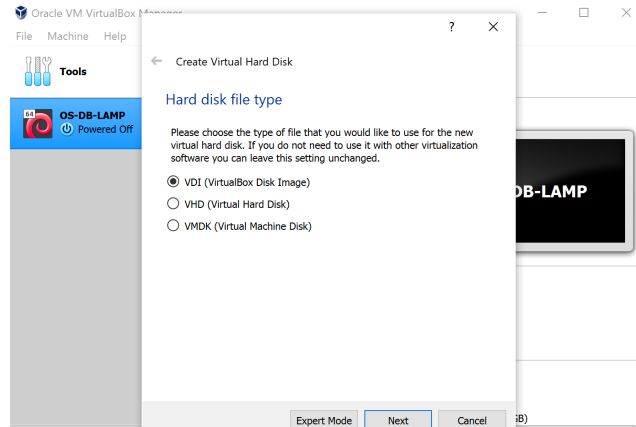 Oracle VM VirtualBox Manager
File Machine Help
?
Tools
Create Virtual Hard Disk
Hard disk file type
64
OS-DB-LAMP
Powered Off
Please choose the type of file that you would like to use for the new
virtual hard disk. If you do not need to use it with other virtualization
software you can leave this setting unchanged.
VDI (VirtualBox Disk Image)
VHD (Virtual Hard Disk)
VMDK (Virtual Machine Disk)
DB-LAMP
Expert Mode Next Cancel
GB)